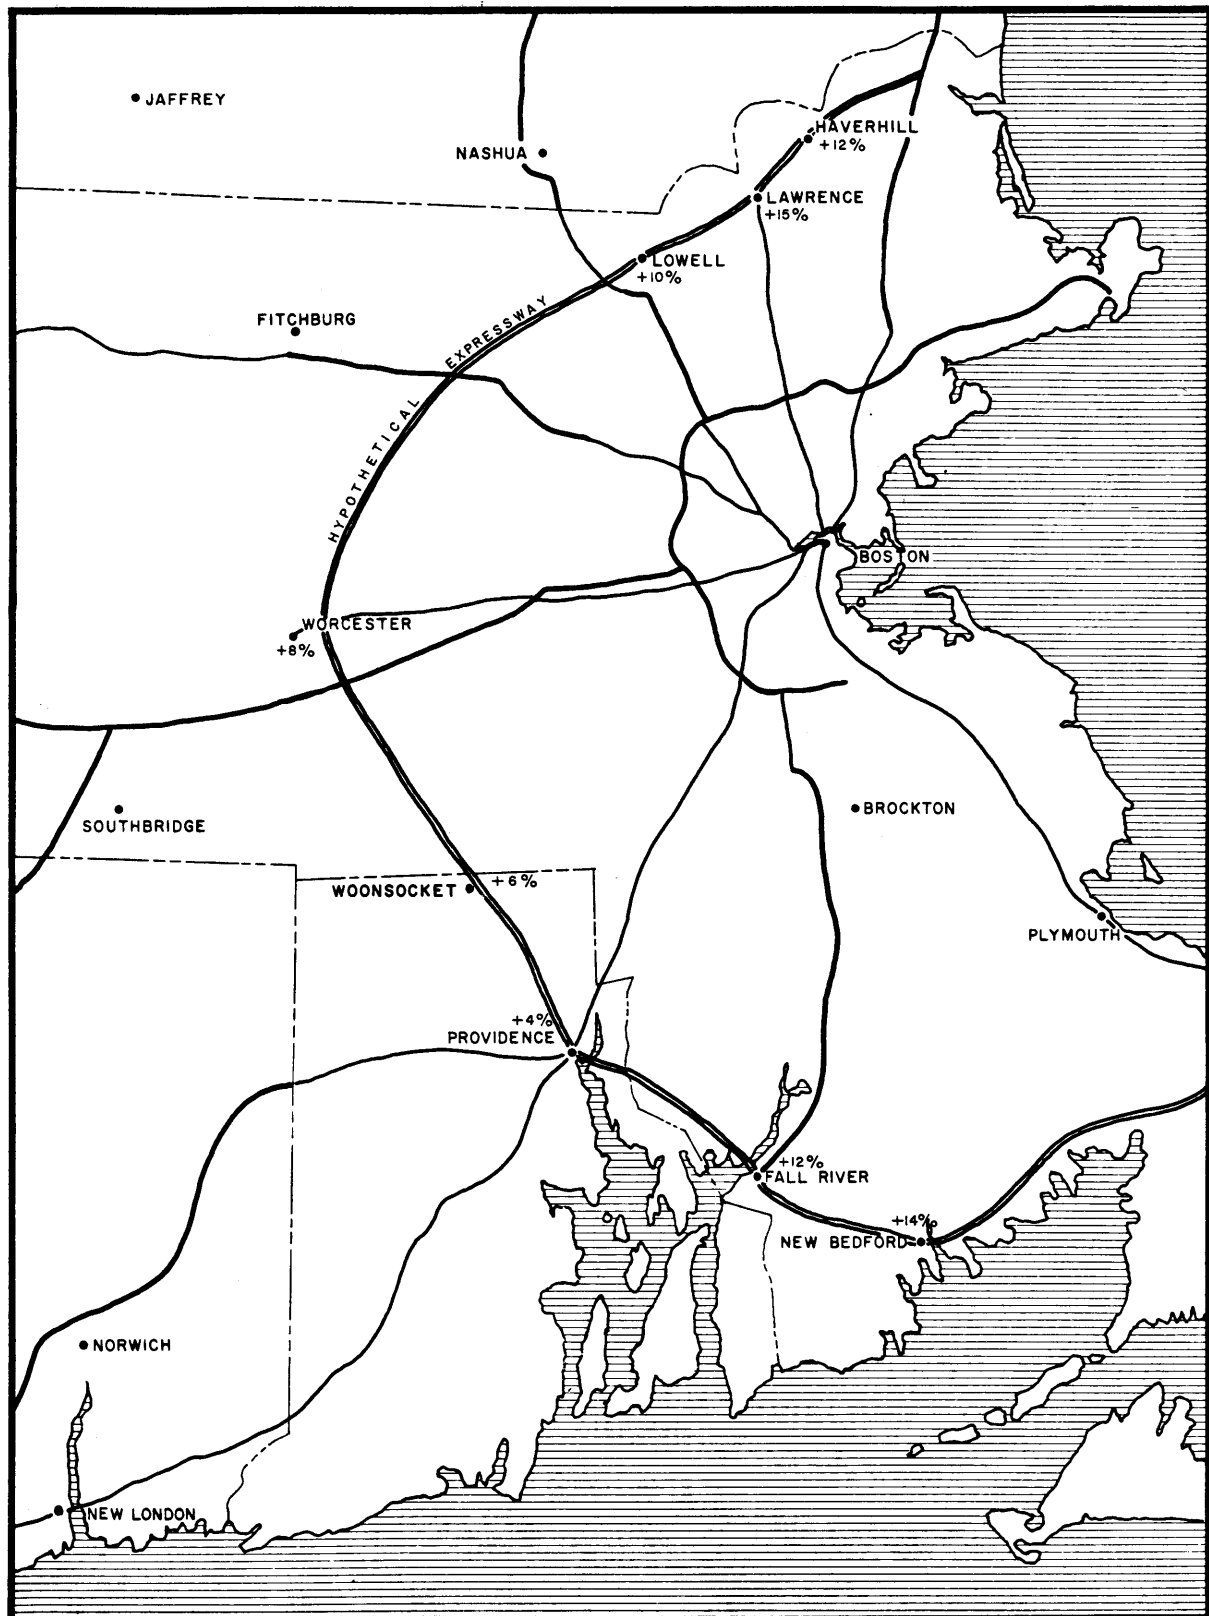 JAFFREY
HAVERHILL
+12%
NASHUA
LAWRENCE
+15%
LOWELL
+10%
FITCHBURG
HYPOTHETICAL EXPRESSWAY
BOSTON
WORCESTER
+8%
BROCKTON
SOUTHBRIDGE
+6%
WOONSOCKET
PLYMOUTH
+4%
PROVIDENCE
+12%
FALL RIVER
+14%
NEW BEDFORD
NORWICH
NEW LONDON